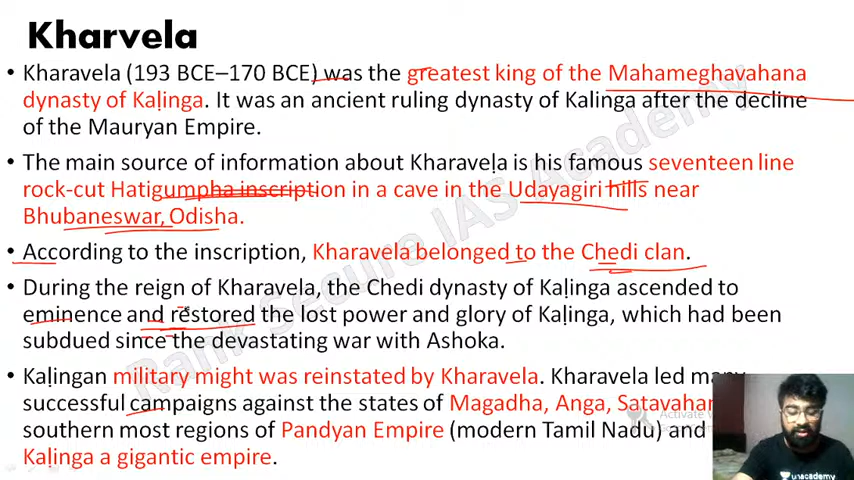 Kharvela
• Kharavela (193 BCE–170 BCE) was the greatest king of the Mahameghavahana
dynasty of Kaḷinga. It was an ancient ruling dynasty of Kalinga after the decline
of the Mauryan Empire.
• The main source of information about Kharaveḷa is his famous seventeen line
rock-cut Hatigumpha inscription in a cave in the Udayagiri hills near
Bhubaneswar, Odisha.
• According to the inscription, Kharavela belonged to the Chedi clan.
• During the reign of Kharavela, the Chedi dynasty of Kaḷinga ascended to
eminence and restored the lost power and glory of Kaḷinga, which had been
subdued since the devastating war with Ashoka.
• Kaḷingan military might was reinstated by Kharavela. Kharavela led many
successful campaigns against the states of Magadha, Anga, Satavahan
southern most regions of Pandyan Empire (modern Tamil Nadu) and
Kaḷinga a gigantic empire.
Rank Secure IAS Academy
Activate
unacademy